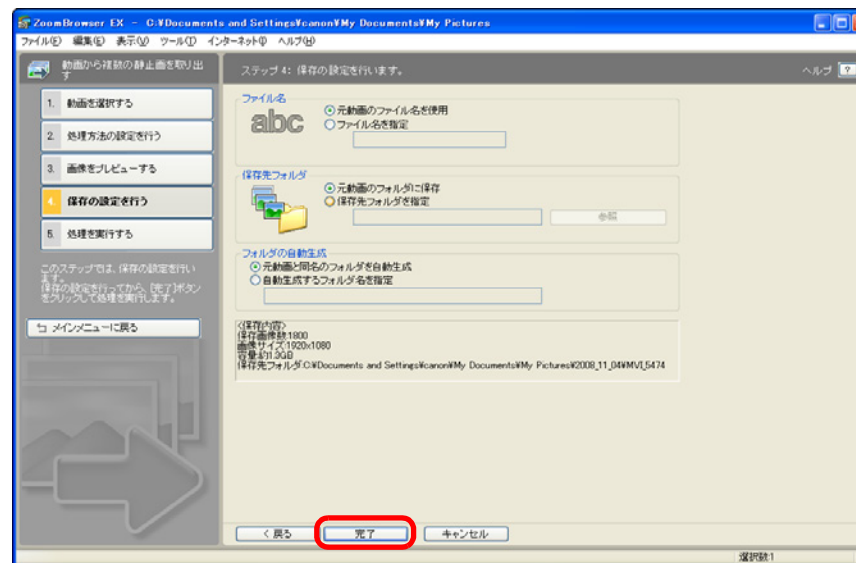 ZoomBrowser EX - C:¥Documents and Settings¥canon¥My Documents¥My Pictures
ファイル(F) 編集(E) 表示(V) ツール(T) インターネット(I) ヘルプ(H)
動画から複数の静止画を取り出
す
ステップ 4: 保存の設定を行います。
ヘルプ ?
1. 動画を選択する
2. 処理方法の設定を行う
3. 画像をプレビューする
4. 保存の設定を行う
5. 処理を実行する
このステップでは、保存の設定を行い
ます。
保存の設定を行ってから、[完了]ボタン
をクリックして処理を実行します。
メインメニューに戻る
ファイル名
abc
元動画のファイル名を使用
ファイル名を指定
保存先フォルダ
元動画のフォルダに保存
保存先フォルダを指定
参照
フォルダの自動生成
元動画と同名のフォルダを自動生成
自動生成するフォルダ名を指定
<保存内容>
保存画像数:1800
画像サイズ:1920x1080
容量:約1.3GB
保存先フォルダ:C:¥Documents and Settings¥canon¥My Documents¥My Pictures¥2008_11_04¥MVI_5474
< 戻る
完了
キャンセル
選択数:1